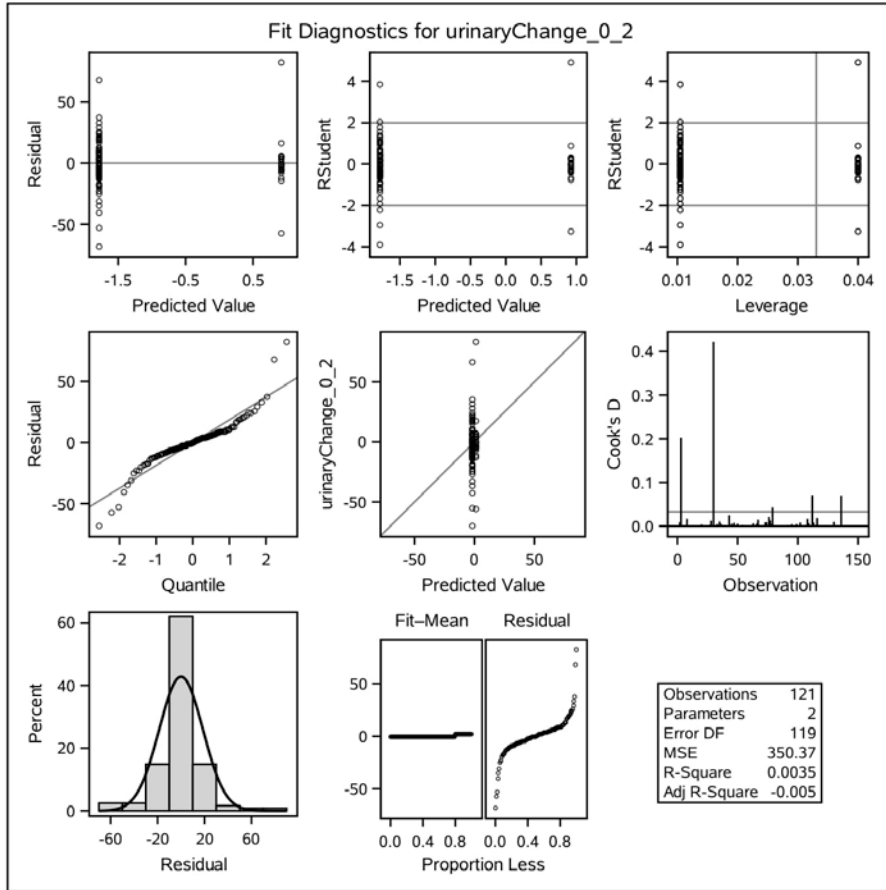 Fit Diagnostics for urinaryChange_0_2
Residual
50
0
-50
-1.5 -0.5 0.5
Predicted Value
RStudent
4
2
0
-2
-4
-1.5 -1.0 -0.5 0.0 0.5 1.0
Predicted Value
RStudent
4
2
0
-2
-4
0.01 0.02 0.03 0.04
Leverage
Residual
50
0
-50
-2 -1 0 1 2
Quantile
urinaryChange_0_2
50
0
-50
-50 0 50
Predicted Value
Cook's D
0.4
0.3
0.2
0.1
0.0
0 50 100 150
Observation
Percent
60
40
20
0
-60 -20 20 60
Residual
Fit–Mean Residual
50
0
-50
0.0 0.4 0.8 0.0 0.4 0.8
Proportion Less
Observations 121
Parameters 2
Error DF 119
MSE 350.37
R-Square 0.0035
Adj R-Square -0.005